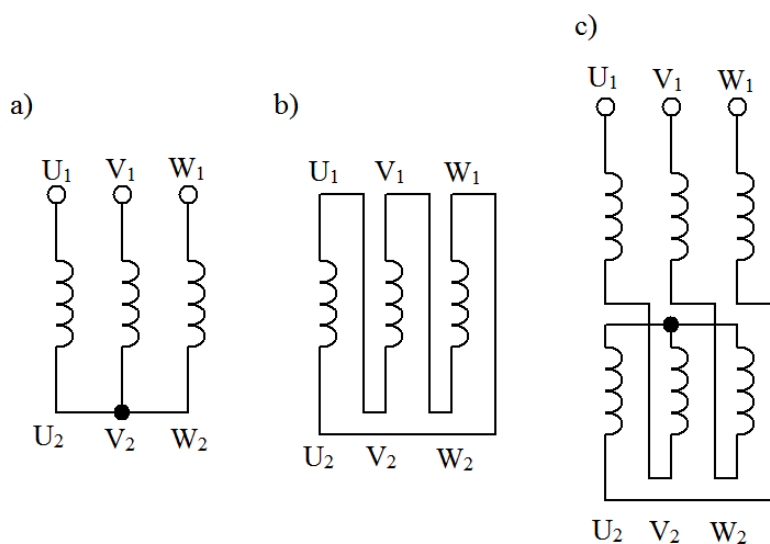 a)
U₁ V₁ W₁
U₂ V₂ W₂
b)
U₁ V₁ W₁
U₂ V₂ W₂
c)
U₁ V₁ W₁
U₂ V₂ W₂